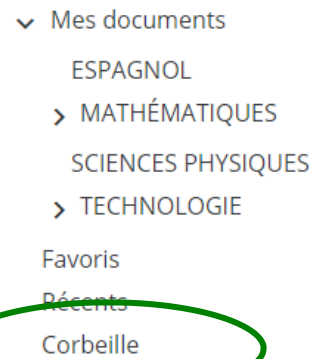 Mes documents
ESPAGNOL
MATHÉMATIQUES
SCIENCES PHYSIQUES
TECHNOLOGIE
Favoris
Récents
Corbeille